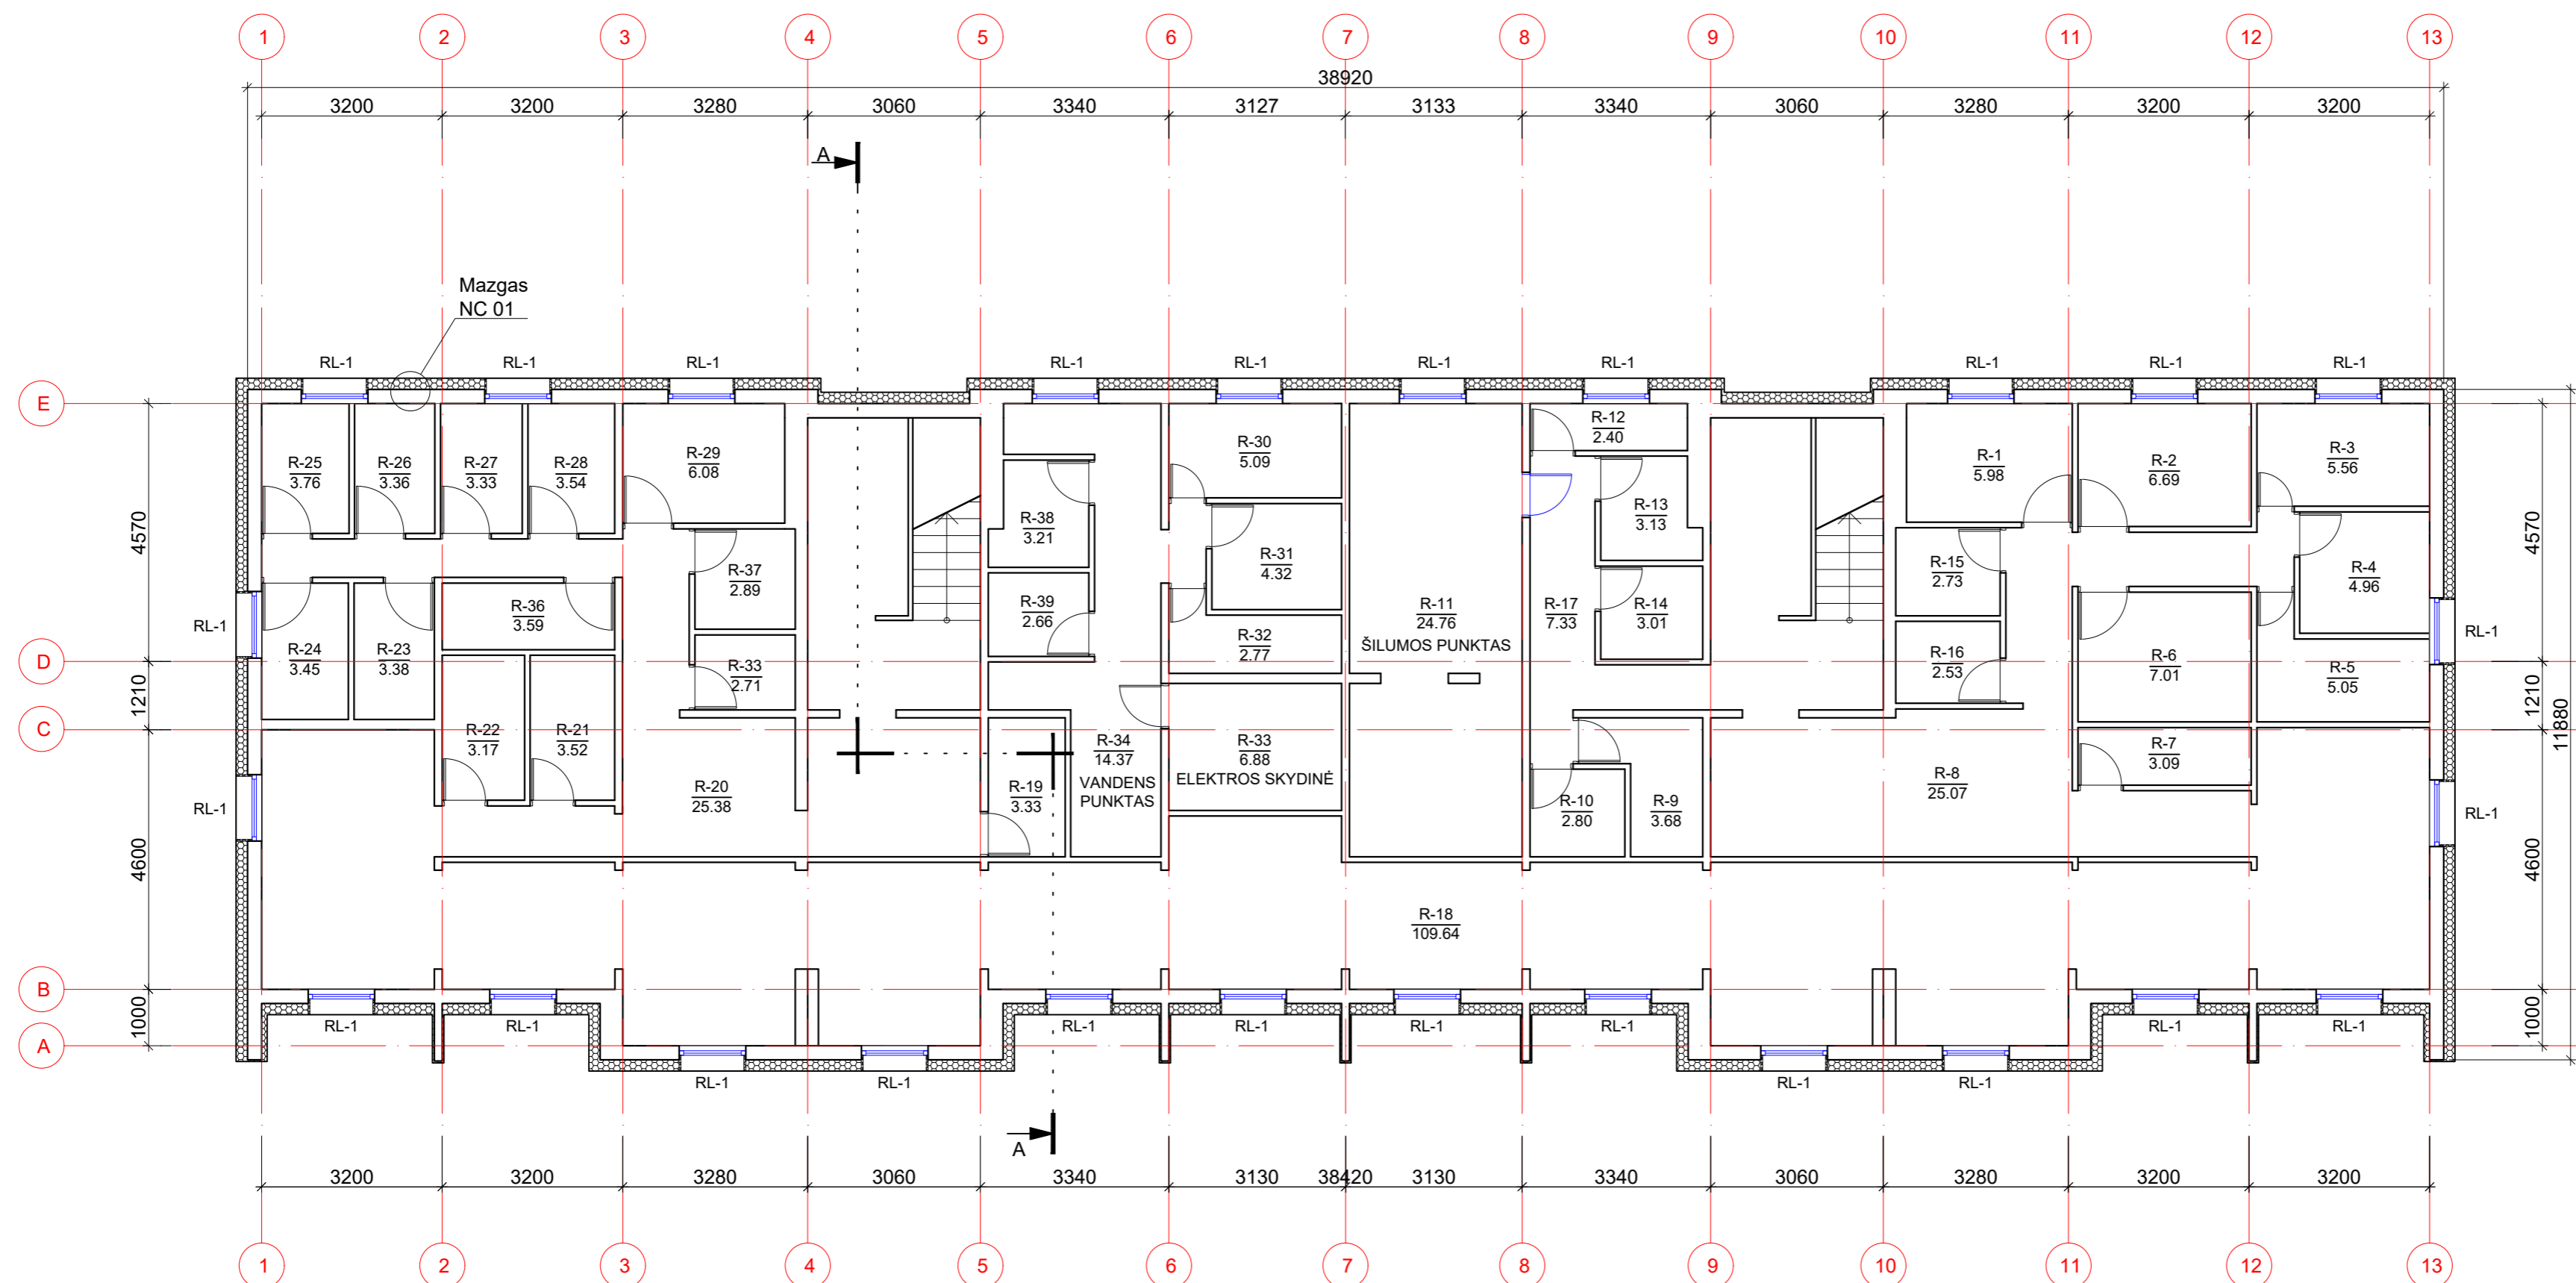 1 2 3 4 5 6 7 8 9 10 11 12 13
38920
3200 3200 3280 3060 3340 3127 3133 3340 3060 3280 3200 3200
A
Mazgas
NC 01
RL-1 RL-1 RL-1 RL-1 RL-1 RL-1 RL-1 RL-1 RL-1 RL-1
E
R-25
3.76
R-26
3.36
R-27
3.33
R-28
3.54
R-29
6.08
R-30
5.09
R-12
2.40
R-1
5.98
R-2
6.69
R-3
5.56
4570
R-38
3.21
R-13
3.13
4570
R-37
2.89
R-31
4.32
R-15
2.73
R-4
4.96
R-36
3.59
R-39
2.66
R-11
24.76
ŠILUMOS PUNKTAS
R-17
7.33
R-14
3.01
RL-1
RL-1
D
R-24
3.45
R-23
3.38
R-33
2.71
R-32
2.77
R-16
2.53
R-6
7.01
R-5
5.05
1210
1210
11880
C
R-22
3.17
R-21
3.52
R-34
14.37
VANDENS
PUNKTAS
R-33
6.88
ELEKTROS SKYDINĖ
R-7
3.09
R-20
25.38
R-19
3.33
R-10
2.80
R-9
3.68
R-8
25.07
RL-1
RL-1
4600
4600
R-18
109.64
B
1000
1000
RL-1 RL-1 RL-1 RL-1 RL-1 RL-1 RL-1 RL-1
A
RL-1 RL-1 RL-1 RL-1
A
3200 3200 3280 3060 3340 3130 38420 3130 3340 3060 3280 3200 3200
1 2 3 4 5 6 7 8 9 10 11 12 13